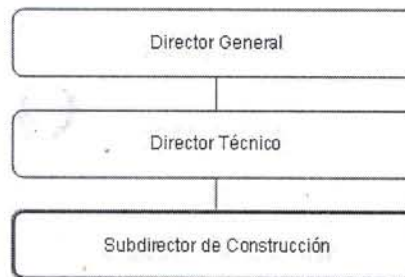 Director General
Director Técnico
Subdirector de Construcción